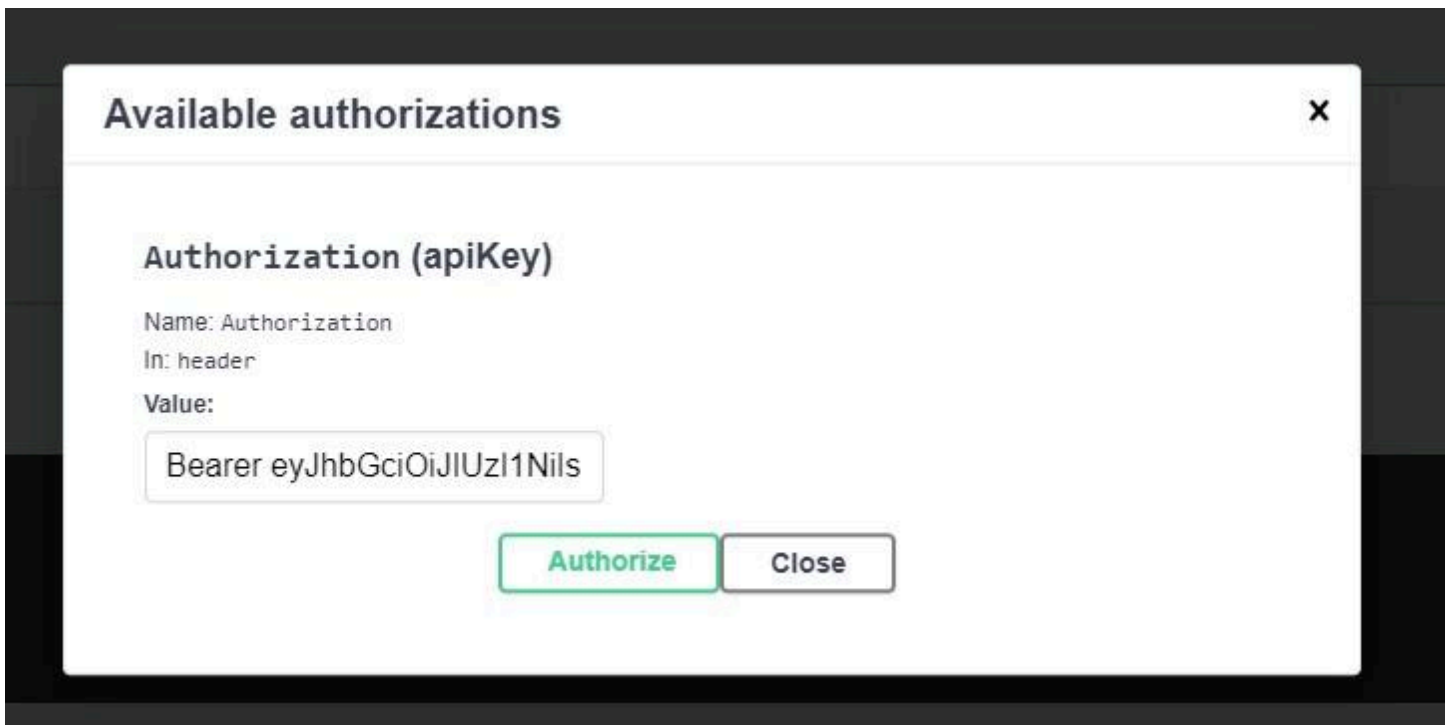 Available authorizations
x
Authorization (apiKey)
Name: Authorization
In: header
Value:
Bearer eyJhbGciOiJIUzI1NiIs
Authorize Close